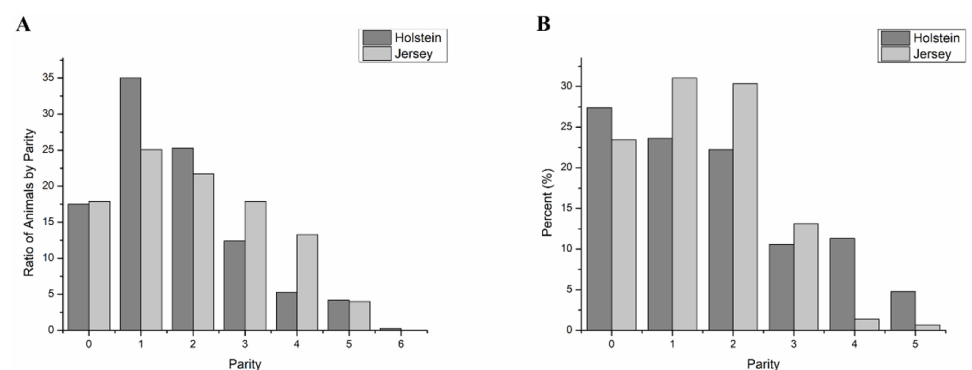 A
Holstein
Jersey
Ratio of Animals by Parity
35
30
25
20
15
10
5
0
0 1 2 3 4 5 6
Parity
B
Holstein
Jersey
Percent (%)
30
25
20
15
10
5
0
0 1 2 3 4 5
Parity